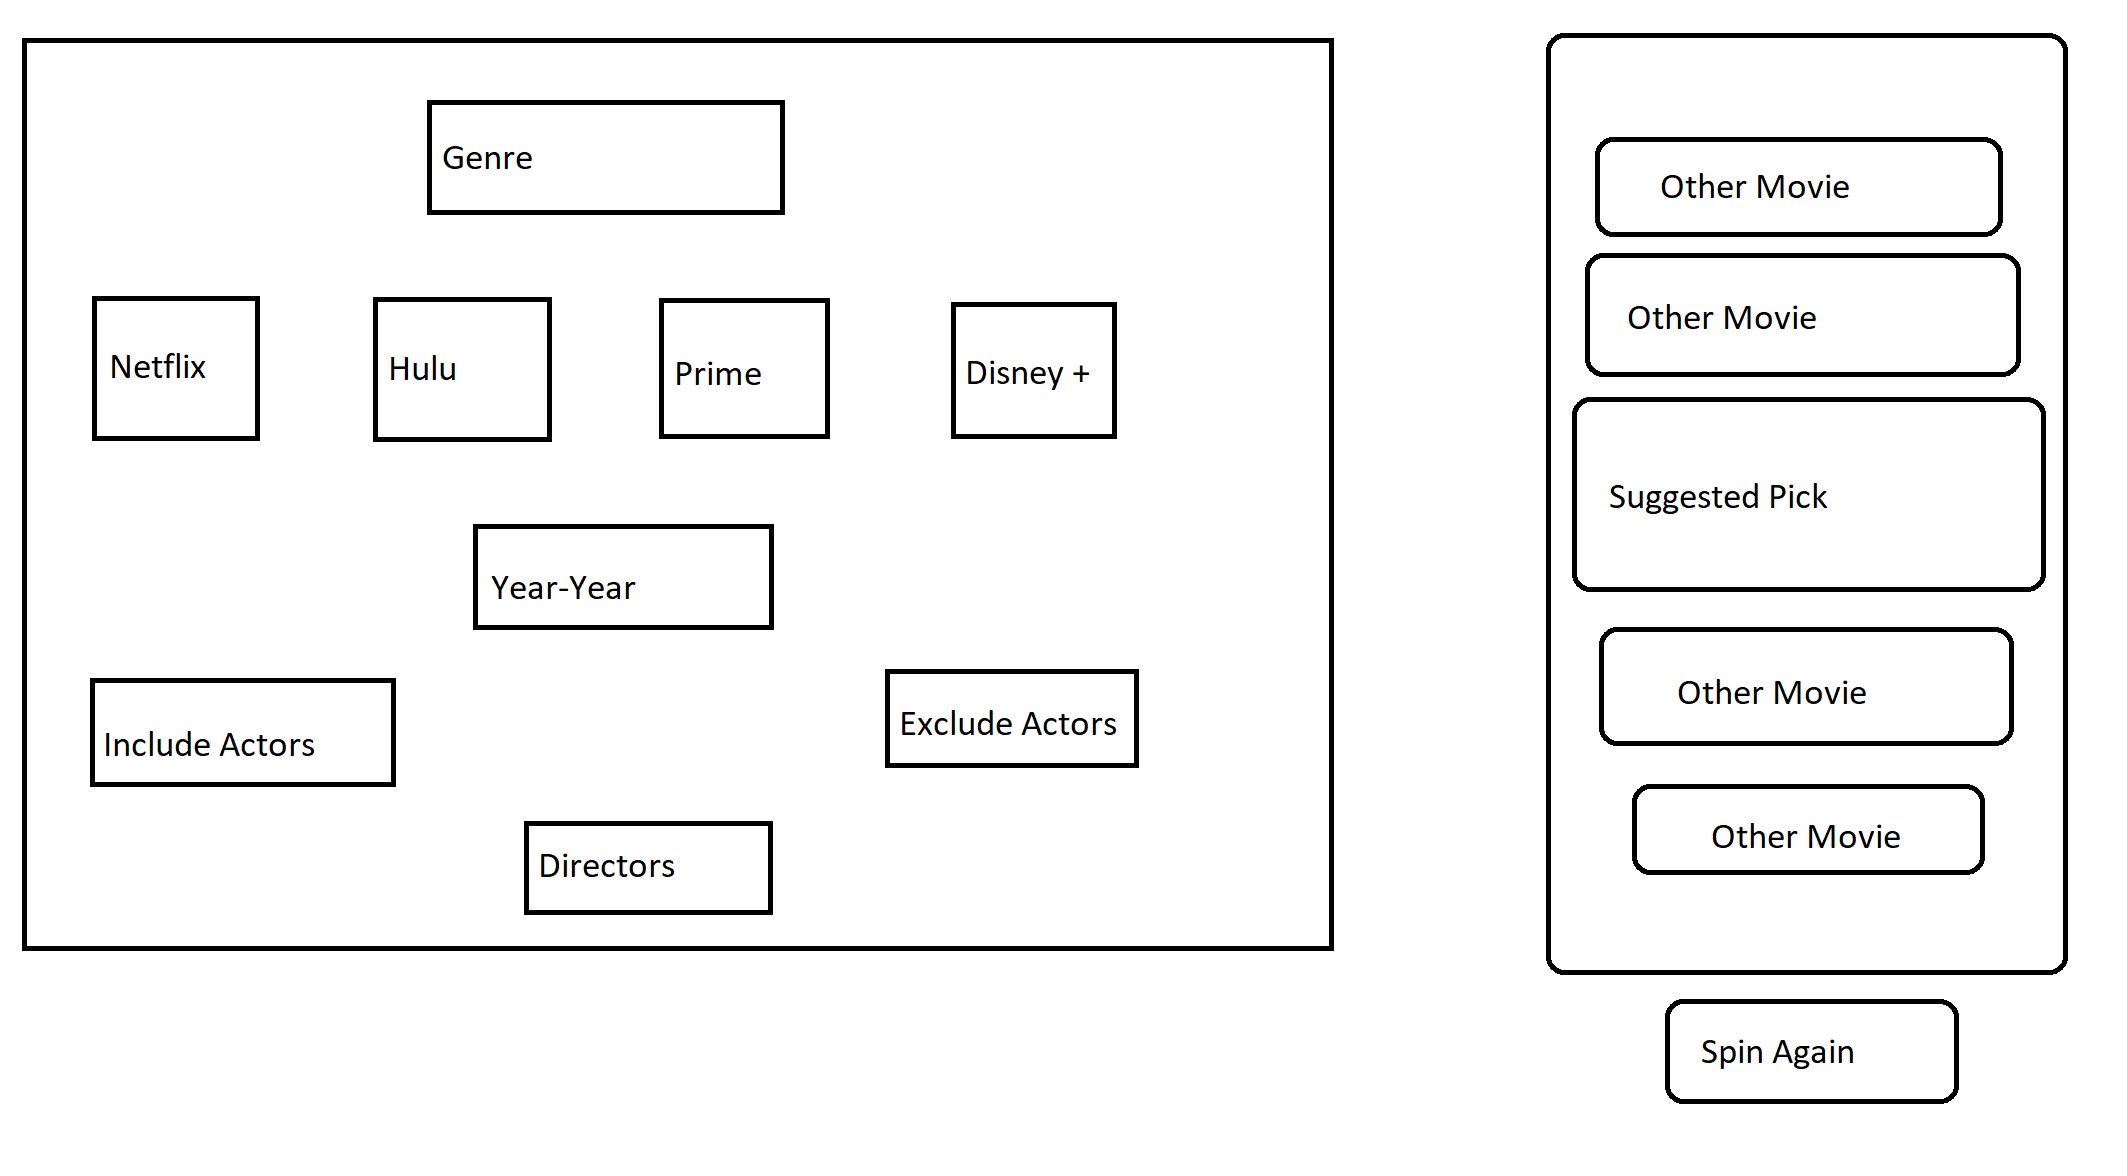 Genre
Netflix
Hulu
Prime
Disney +
Year-Year
Include Actors
Exclude Actors
Directors
Other Movie
Other Movie
Suggested Pick
Other Movie
Other Movie
Spin Again